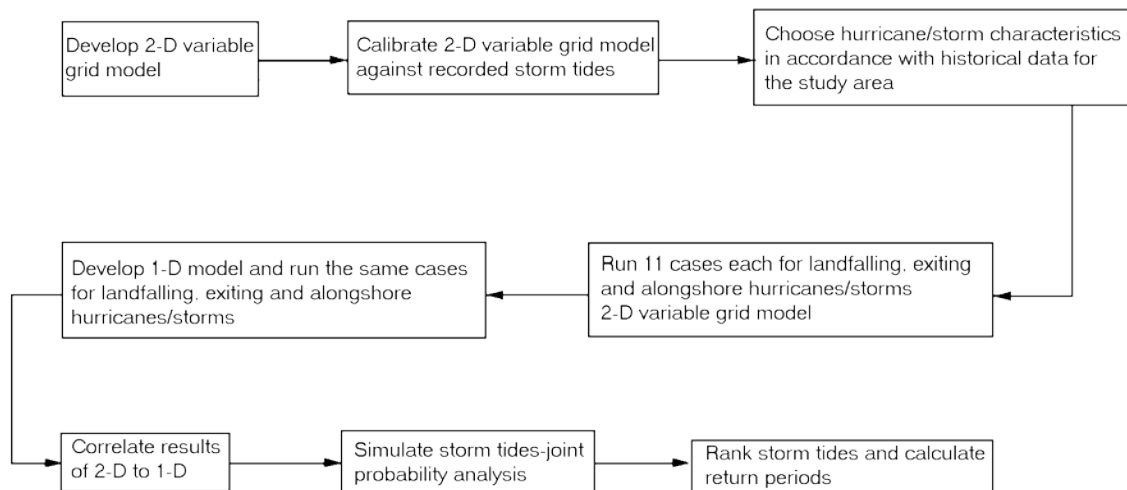 Develop 2-D variable
grid model
Calibrate 2-D variable grid model
against recorded storm tides
Choose hurricane/storm characteristics
in accordance with historical data for
the study area
Develop 1-D model and run the same cases
for landfalling, exiting and alongshore
hurricanes/storms
Run 11 cases each for landfalling, exiting
and alongshore hurricanes/storms
2-D variable grid model
Correlate results
of 2-D to 1-D
Simulate storm tides-joint
probability analysis
Rank storm tides and calculate
return periods